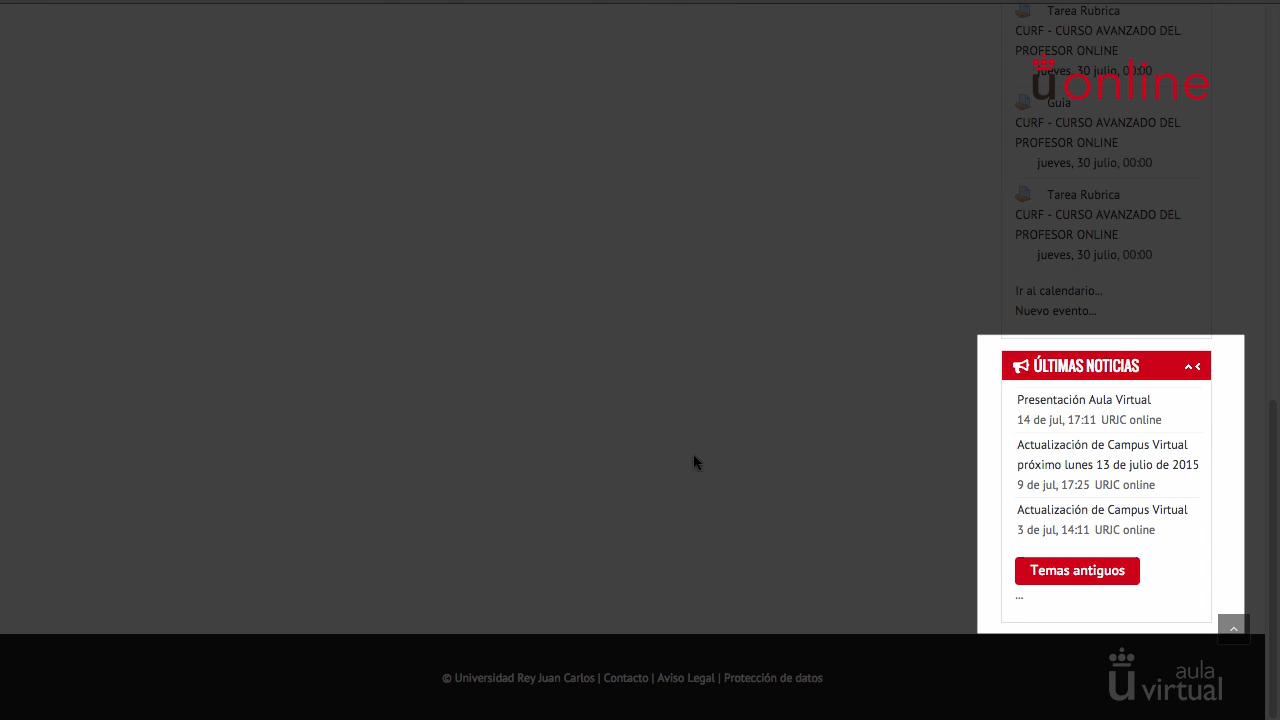 Tarea Rubrica
CURF - CURSO AVANZADO DEL
PROFESOR ONLINE
jueves, 30 julio, 00:00
u online
Guia
CURF - CURSO AVANZADO DEL
PROFESOR ONLINE
jueves, 30 julio, 00:00
Tarea Rubrica
CURF - CURSO AVANZADO DEL
PROFESOR ONLINE
jueves, 30 julio, 00:00
Ir al calendario...
Nuevo evento...
ÚLTIMAS NOTICIAS
Presentación Aula Virtual
14 de jul, 17:11 URJC online
Actualización de Campus Virtual
próximo lunes 13 de julio de 2015
9 de jul, 17:25 URJC online
Actualización de Campus Virtual
3 de jul, 14:11 URJC online
Temas antiguos
...
© Universidad Rey Juan Carlos | Contacto | Aviso Legal | Protección de datos
u aula
virtual